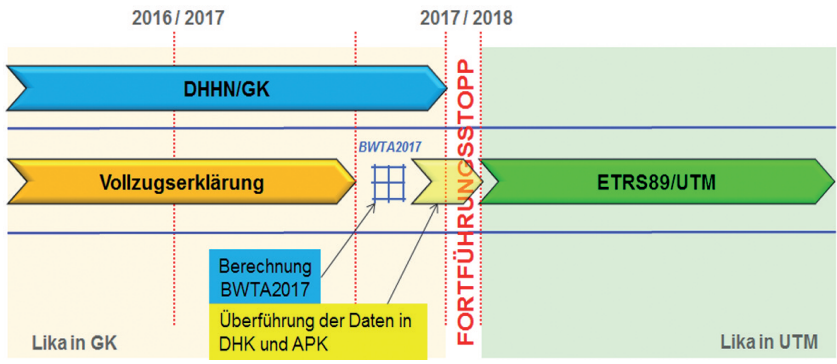 2016 / 2017
2017 / 2018
DHHN/GK
FORTFÜHRUNGSSTOPP
BWTA2017
Vollzugserklärung
ETRS89/UTM
Berechnung
BWTA2017
Überführung der Daten in
DHK und APK
Lika in GK
Lika in UTM